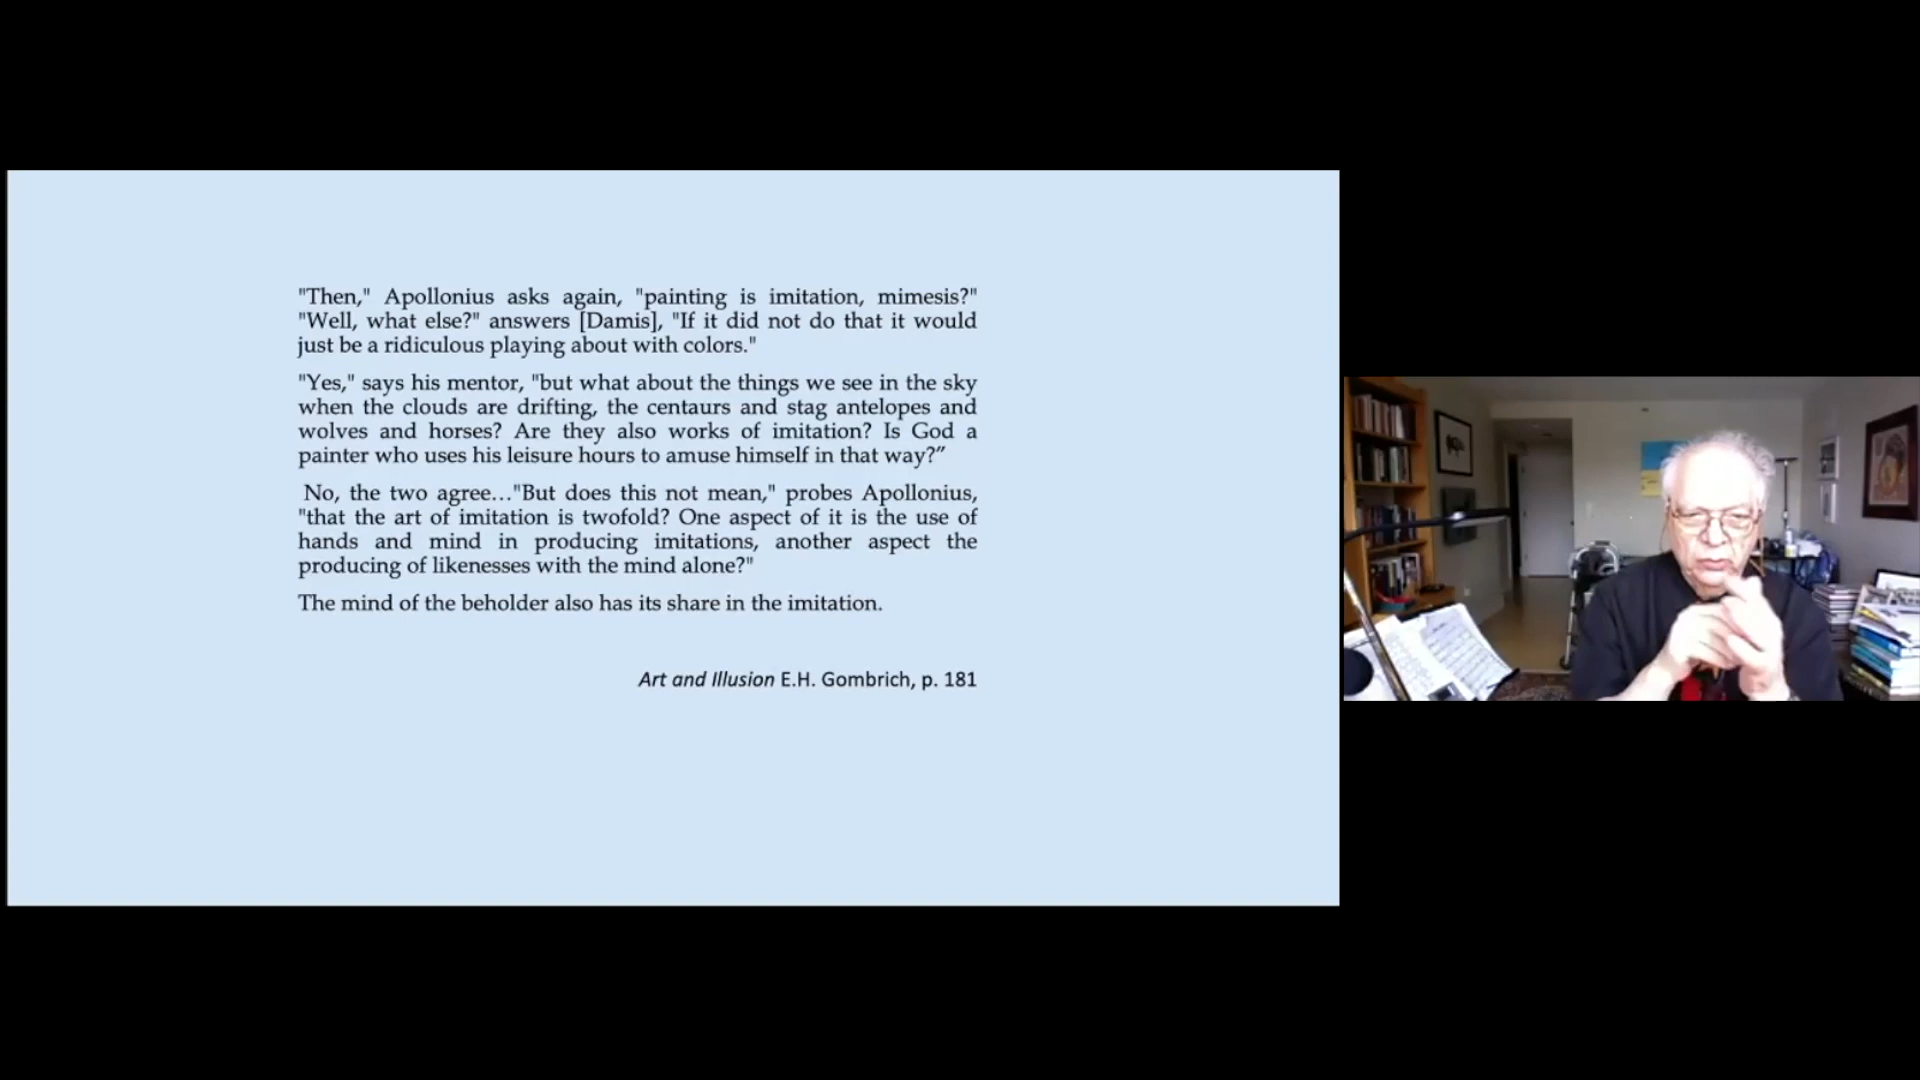 "Then," Apollonius asks again, "painting is imitation, mimesis?"
"Well, what else?" answers [Damis], "If it did not do that it would
just be a ridiculous playing about with colors."
"Yes," says his mentor, "but what about the things we see in the sky
when the clouds are drifting, the centaurs and stag antelopes and
wolves and horses? Are they also works of imitation? Is God a
painter who uses his leisure hours to amuse himself in that way?”
No, the two agree…"But does this not mean," probes Apollonius,
"that the art of imitation is twofold? One aspect of it is the use of
hands and mind in producing imitations, another aspect the
producing of likenesses with the mind alone?"
The mind of the beholder also has its share in the imitation.
Art and Illusion E.H. Gombrich, p. 181